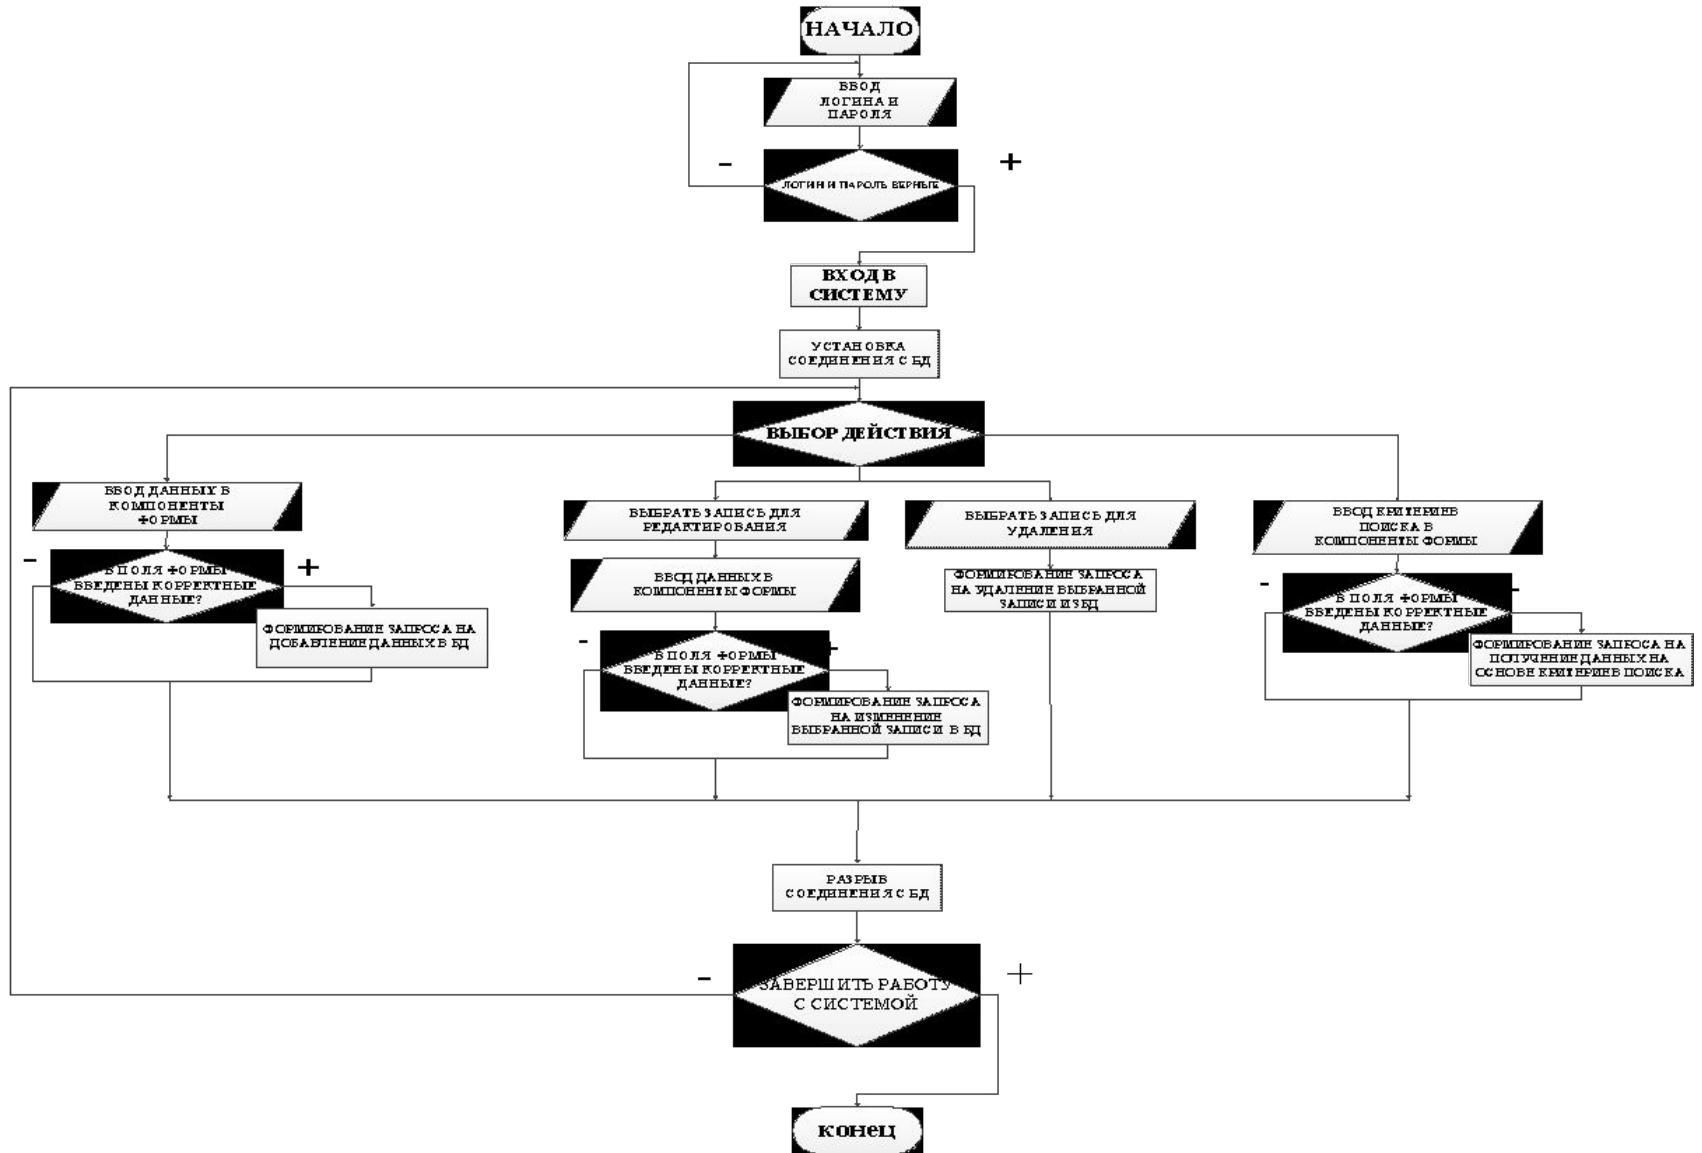 НАЧАЛО
ВВОД
ЛОГИНА И
ПАРОЛЯ
-
+
ЛОГИН И ПАРОЛЬ ВЕРНЫЕ
ВХОД В
СИСТЕМУ
УСТАНОВКА
СОЕДИНЕНИЯ С БД
ВЫБОР ДЕЙСТВИЯ
ВВОД ДАННЫХ В
КОМПОНЕНТЫ
ФОРМЫ
-
+
В ПОЛЯ ФОРМЫ
ВВЕДЕНЫ КОРРЕКТНЫЕ
ДАННЫЕ?
ФОРМИРОВАНИЕ ЗАПРОСА НА
ДОБАВЛЕНИЕ ДАННЫХ В БД
ВЫБРАТЬ ЗАПИСЬ ДЛЯ
РЕДАКТИРОВАНИЯ
ВВОД ДАННЫХ В
КОМПОНЕНТЫ ФОРМЫ
-
+
В ПОЛЯ ФОРМЫ
ВВЕДЕНЫ КОРРЕКТНЫЕ
ДАННЫЕ?
ФОРМИРОВАНИЕ ЗАПРОСА
НА ИЗМЕНЕНИЕ
ВЫБРАННОЙ ЗАПИСИ В БД
ВЫБРАТЬ ЗАПИСЬ ДЛЯ
УДАЛЕНИЯ
ФОРМИРОВАНИЕ ЗАПРОСА
НА УДАЛЕНИЕ ВЫБРАННОЙ
ЗАПИСИ ИЗ БД
ВВОД КРИТЕРИЕВ
ПОИСКА В
КОМПОНЕНТЫ ФОРМЫ
-
-
В ПОЛЯ ФОРМЫ
ВВЕДЕНЫ КОРРЕКТНЫЕ
ДАННЫЕ?
ФОРМИРОВАНИЕ ЗАПРОСА НА
ПОЛУЧЕНИЕ ДАННЫХ НА
ОСНОВЕ КРИТЕРИЕВ ПОИСКА
РАЗРЫВ
СОЕДИНЕНИЯ С БД
-
+
ЗАВЕРШИТЬ РАБОТУ
С СИСТЕМОЙ
конец